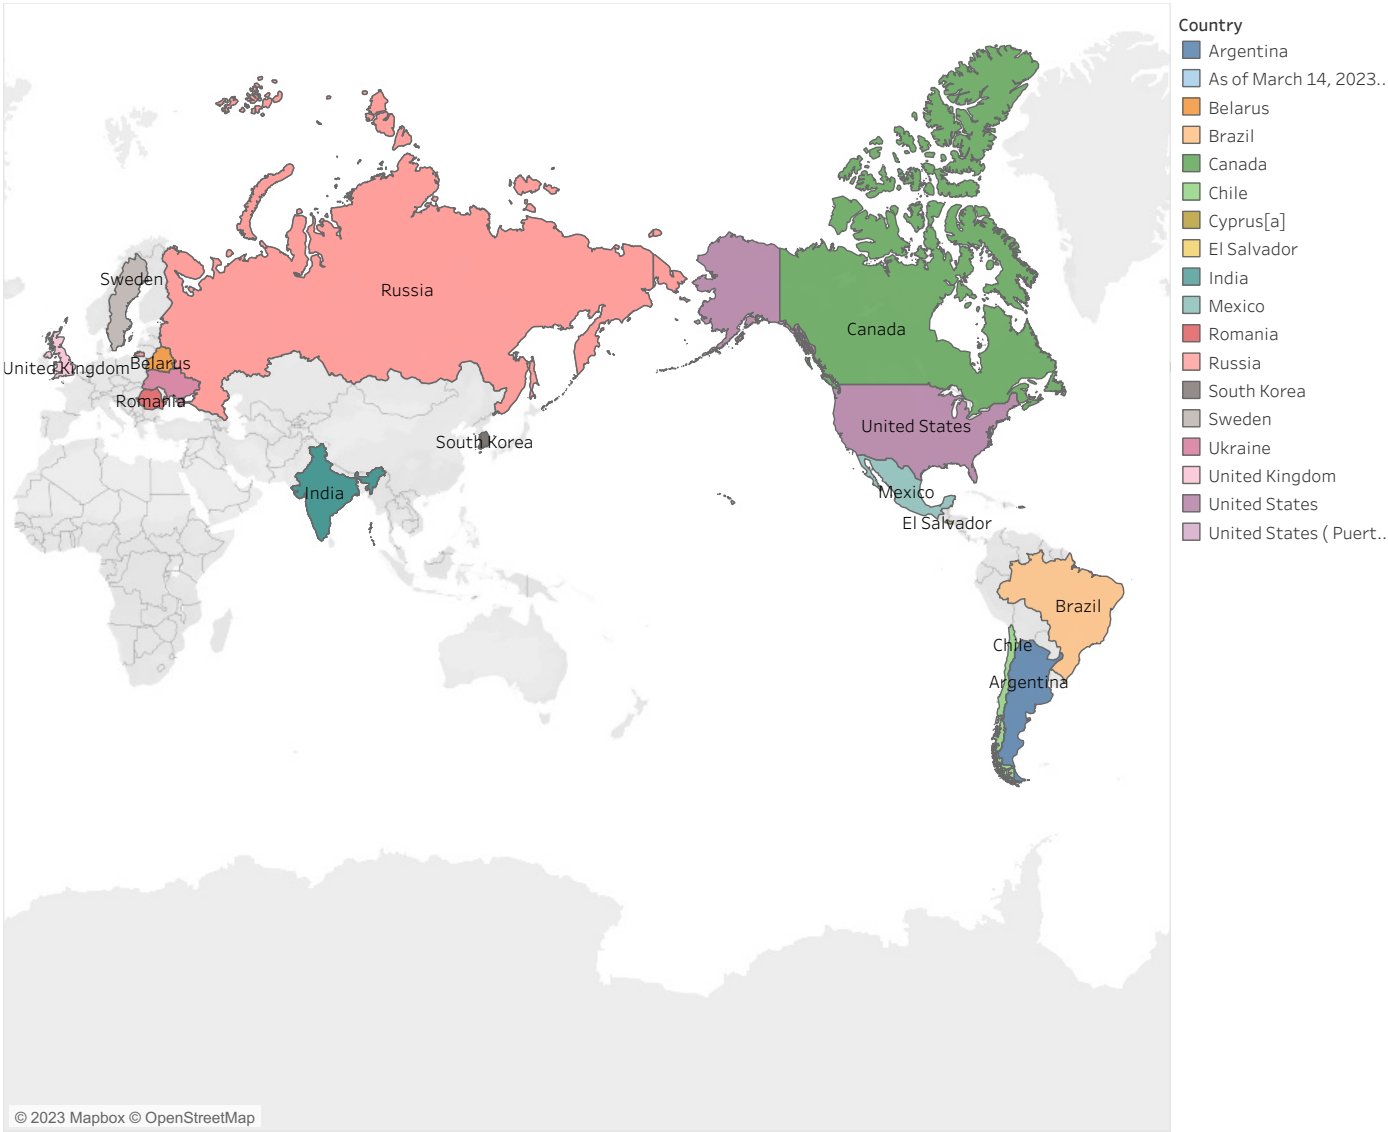 Country
Argentina
As of March 14, 2023..
Belarus
Brazil
Canada
Chile
Cyprus[a]
El Salvador
India
Mexico
Romania
Russia
South Korea
Sweden
Ukraine
United Kingdom
United States
United States ( Puert..
Sweden
Russia
Canada
United Kingdom
Belarus
Romania
South Korea
United States
India
Mexico
El Salvador
Brazil
Chile
Argentina
© 2023 Mapbox © OpenStreetMap